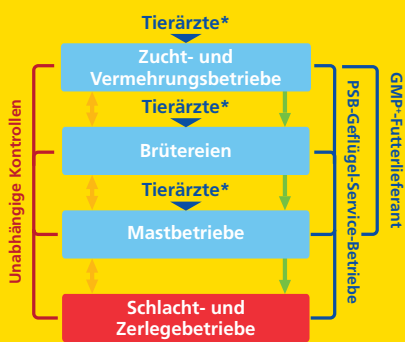 Tierärzte*
Zucht- und
Vermehrungsbetriebe
Tierärzte*
Brütereien
Tierärzte*
Mastbetriebe
Schlacht- und
Zerlegebetriebe
Unabhängige Kontrollen
PSB-Geflügel-Service-Betriebe
GMP⁺-Futterlieferant